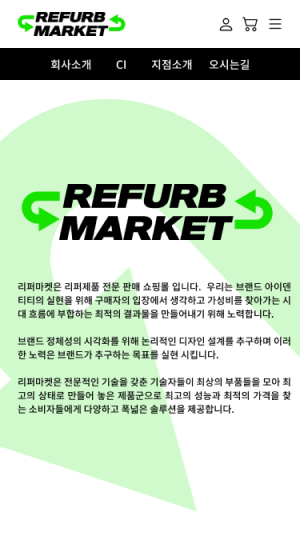 REFURB
MARKET
회사소개 CI 지점소개 오시는길
REFURB
MARKET
리퍼마켓은 리퍼제품 전문 판매 쇼핑몰 입니다. 우리는 브랜드 아이덴
티티의 실현을 위해 구매자의 입장에서 생각하고 가성비를 찾아가는 시
대 흐름에 부합하는 최적의 결과물을 만들어내기 위해 노력합니다.
브랜드 정체성의 시각화를 위해 논리적인 디자인 설계를 추구하며 이러
한 노력은 브랜드가 추구하는 목표를 실현 시킵니다.
리퍼마켓은 전문적인 기술을 갖춘 기술자들이 최상의 부품들을 모아 최
고의 상태로 만들어 놓은 제품군으로 최고의 성능과 최적의 가격을 찾
는 소비자들에게 다양하고 폭넓은 솔루션을 제공합니다.